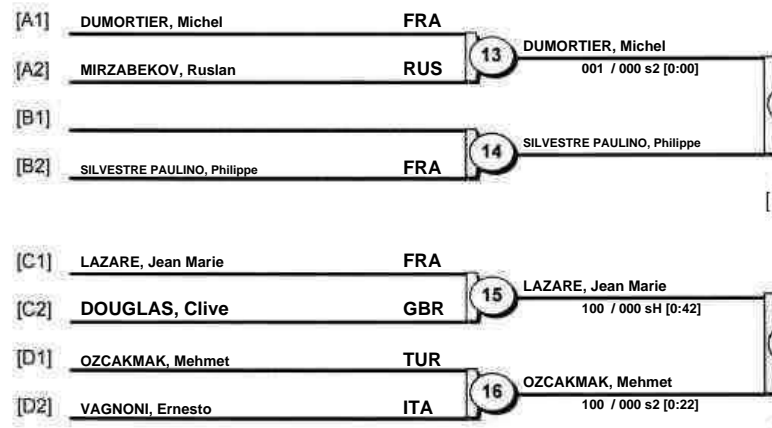 [A1] DUMORTIER, Michel FRA
13 DUMORTIER, Michel
[A2] MIRZABEKOV, Ruslan RUS
001 / 000 s2 [0:00]
[B1]
14 SILVESTRE PAULINO, Philippe
[B2] SILVESTRE PAULINO, Philippe FRA
[
[C1] LAZARE, Jean Marie FRA
15 LAZARE, Jean Marie
[C2] DOUGLAS, Clive GBR
100 / 000 sH [0:42]
[D1] OZCAKMAK, Mehmet TUR
16 OZCAKMAK, Mehmet
[D2] VAGNONI, Ernesto ITA
100 / 000 s2 [0:22]